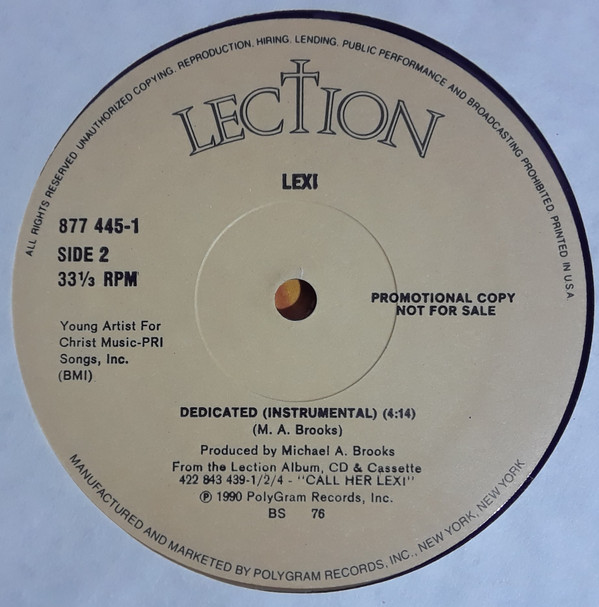 ALL RIGHTS RESERVED UNAUTHORIZED COPYING, REPRODUCTION, HIRING, LENDING, PUBLIC PERFORMANCE AND BROADCASTING PROHIBITED PRINTED IN U.S.A.
LECTION
LEXI
877 445-1
SIDE 2
33⅓ RPM
PROMOTIONAL COPY
NOT FOR SALE
Young Artist For
Christ Music-PRI
Songs, Inc.
(BMI)
DEDICATED (INSTRUMENTAL) (4:14)
(M. A. Brooks)
Produced by Michael A. Brooks
From the Lection Album, CD & Cassette
422 843 439-1/2/4 - "CALL HER LEXI"
℗ 1990 PolyGram Records, Inc.
BS 76
MANUFACTURED AND MARKETED BY POLYGRAM RECORDS, INC., NEW YORK, NEW YORK